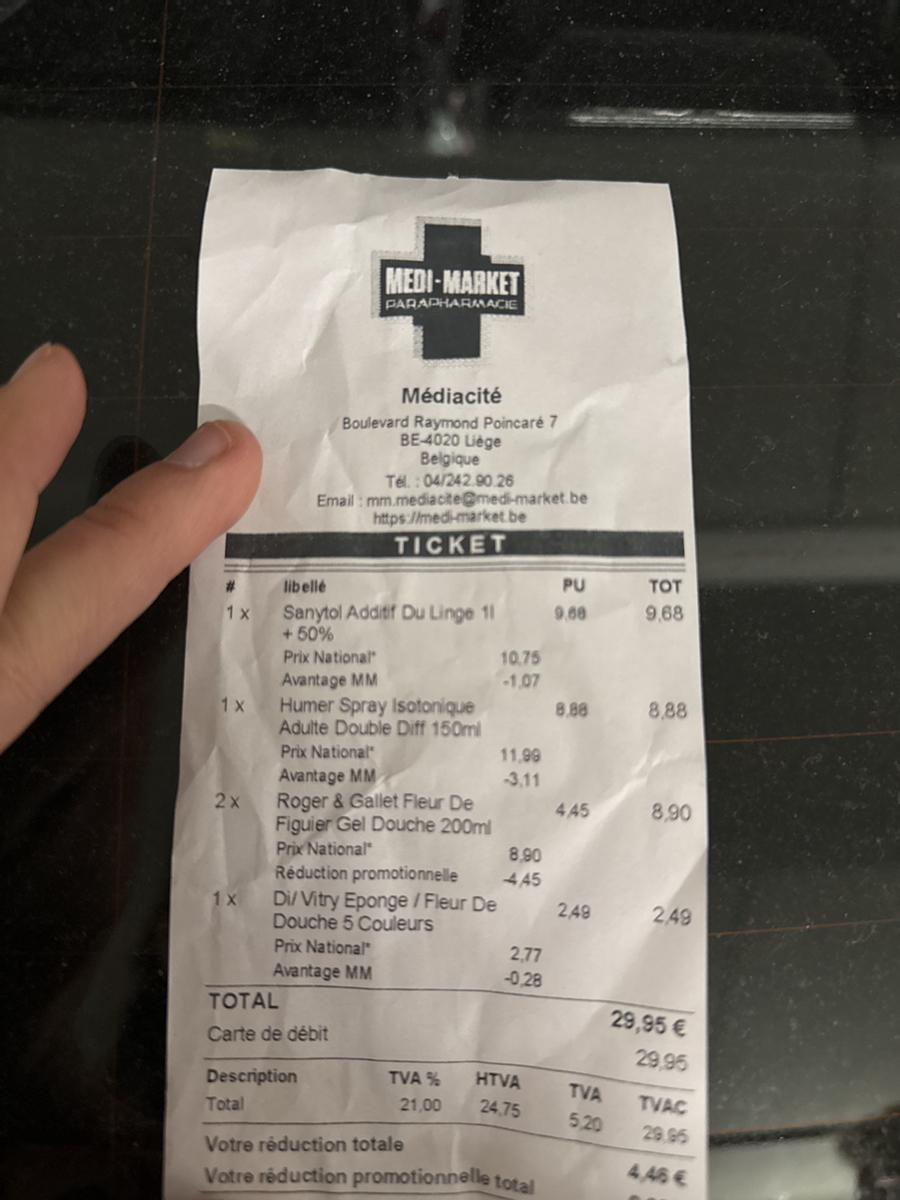 MEDI-MARKET
PARAPHARMACIE
Médiacité
Boulevard Raymond Poincaré 7
BE-4020 Liège
Belgique
Tél. : 04/242.90.26
Email : mm.mediacite@medi-market.be
https://medi-market.be
TICKET
# libellé PU TOT
1 x Sanytol Additif Du Linge 1l 9,68 9,68
+ 50%
Prix National* 10,75
Avantage MM -1,07
1 x Humer Spray Isotonique 8,88 8,88
Adulte Double Diff 150ml
Prix National* 11,99
Avantage MM -3,11
2 x Roger & Gallet Fleur De 4,45 8,90
Figuier Gel Douche 200ml
Prix National* 8,90
Réduction promotionnelle -4,45
1 x Di/ Vitry Eponge / Fleur De 2,49 2,49
Douche 5 Couleurs
Prix National* 2,77
Avantage MM -0,28
TOTAL 29,95 €
Carte de débit 29,95
Description TVA % HTVA TVA TVAC
Total 21,00 24,75 5,20 29,95
Votre réduction totale 4,46 €
Votre réduction promotionnelle total